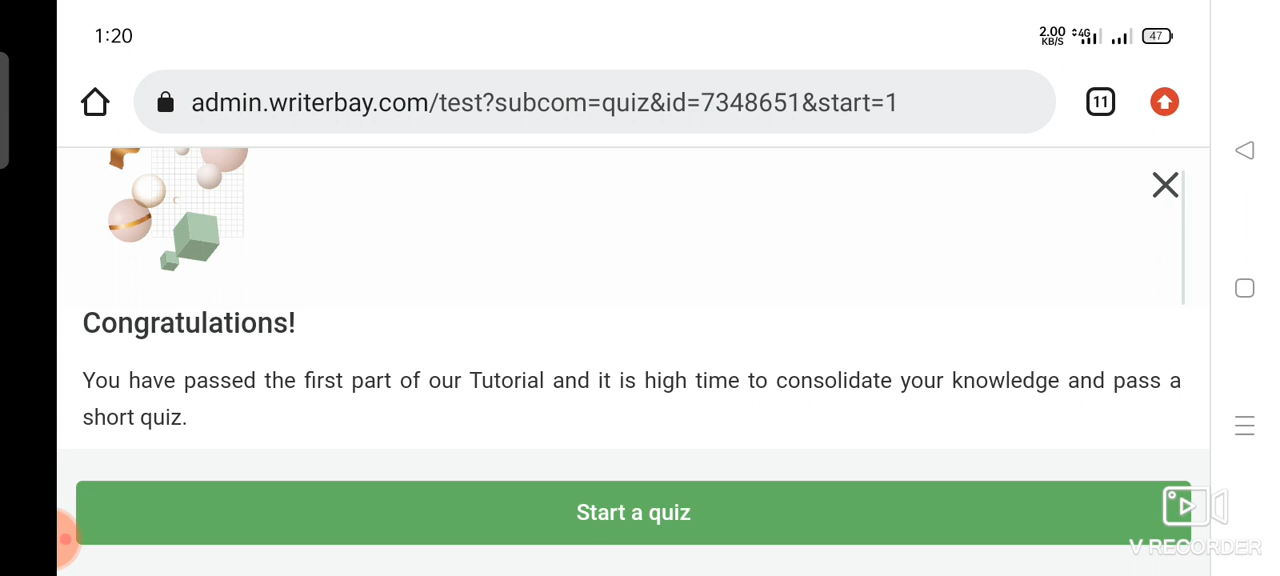 1:20
2.00 KB/S 4G 47
admin.writerbay.com/test?subcom=quiz&id=7348651&start=1
11
Congratulations!
You have passed the first part of our Tutorial and it is high time to consolidate your knowledge and pass a
short quiz.
Start a quiz
V RECORDER